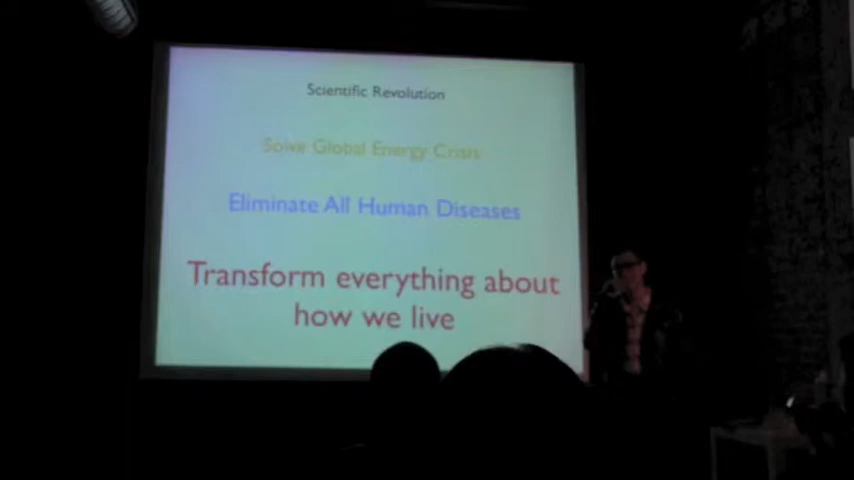 Scientific Revolution
Solve Global Energy Crisis
Eliminate All Human Diseases
Transform everything about
how we live